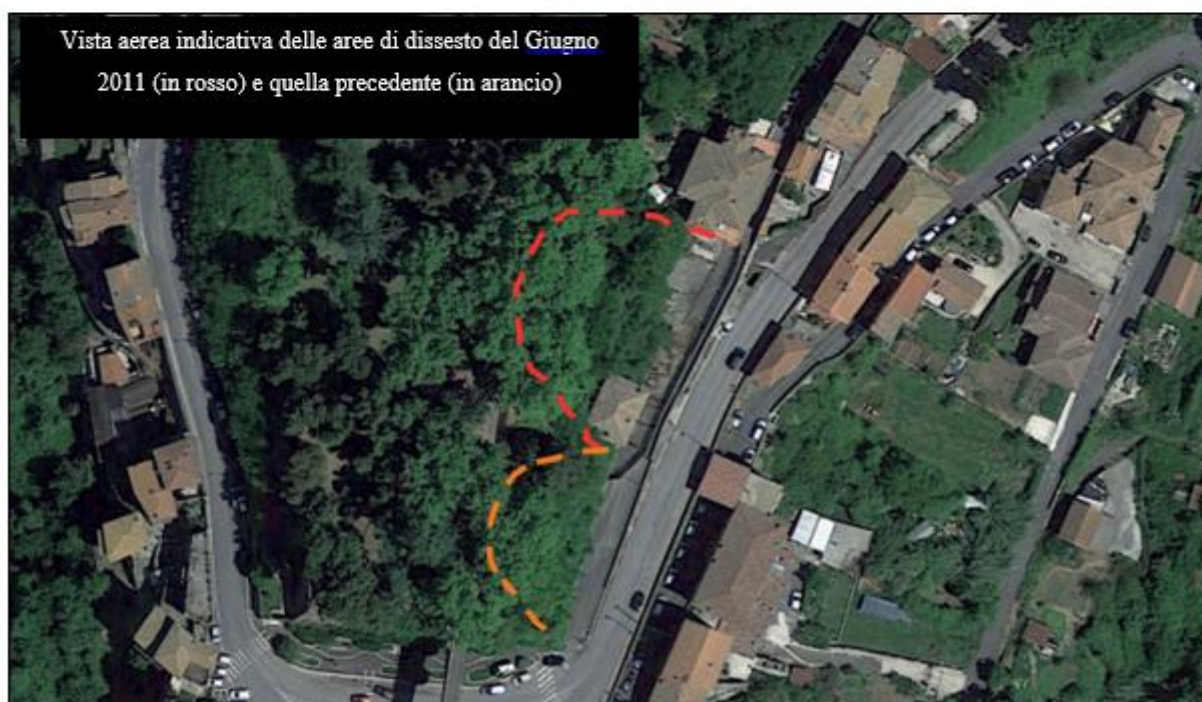 Vista aerea indicativa delle aree di dissesto del Giugno
2011 (in rosso) e quella precedente (in arancio)